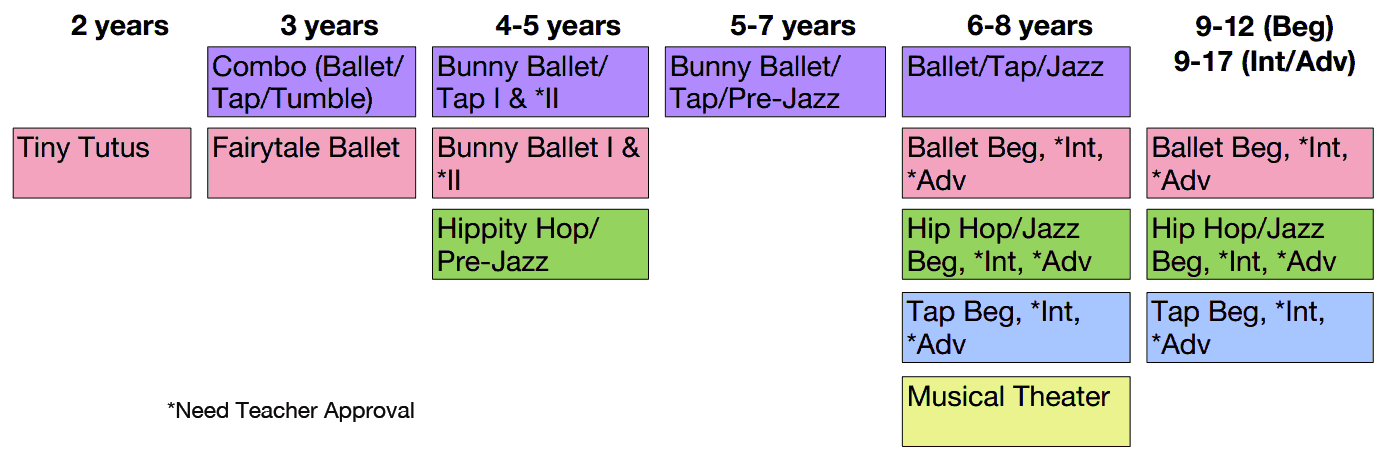 2 years
3 years
4-5 years
5-7 years
6-8 years
9-12 (Beg)
9-17 (Int/Adv)
Combo (Ballet/
Tap/Tumble)
Bunny Ballet/
Tap I & *II
Bunny Ballet/
Tap/Pre-Jazz
Ballet/Tap/Jazz
Tiny Tutus
Fairytale Ballet
Bunny Ballet I &
*II
Ballet Beg, *Int,
*Adv
Ballet Beg, *Int,
*Adv
Hippity Hop/
Pre-Jazz
Hip Hop/Jazz
Beg, *Int, *Adv
Hip Hop/Jazz
Beg, *Int, *Adv
Tap Beg, *Int,
*Adv
Tap Beg, *Int,
*Adv
Musical Theater
*Need Teacher Approval